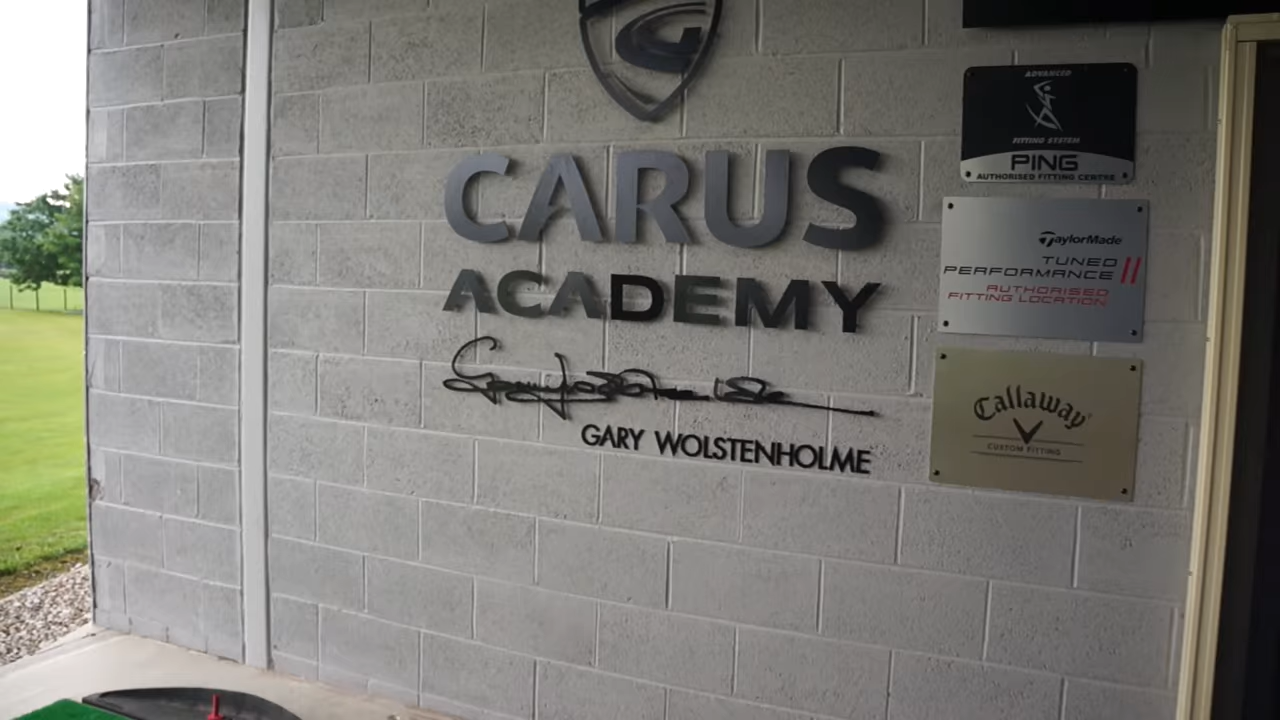 CARUS
ACADEMY
GARY WOLSTENHOLME
ADVANCED
FITTING SYSTEM
PING
AUTHORISED FITTING CENTRE
TaylorMade
TUNED
PERFORMANCE
AUTHORISED
FITTING LOCATION
Callaway
CUSTOM FITTING